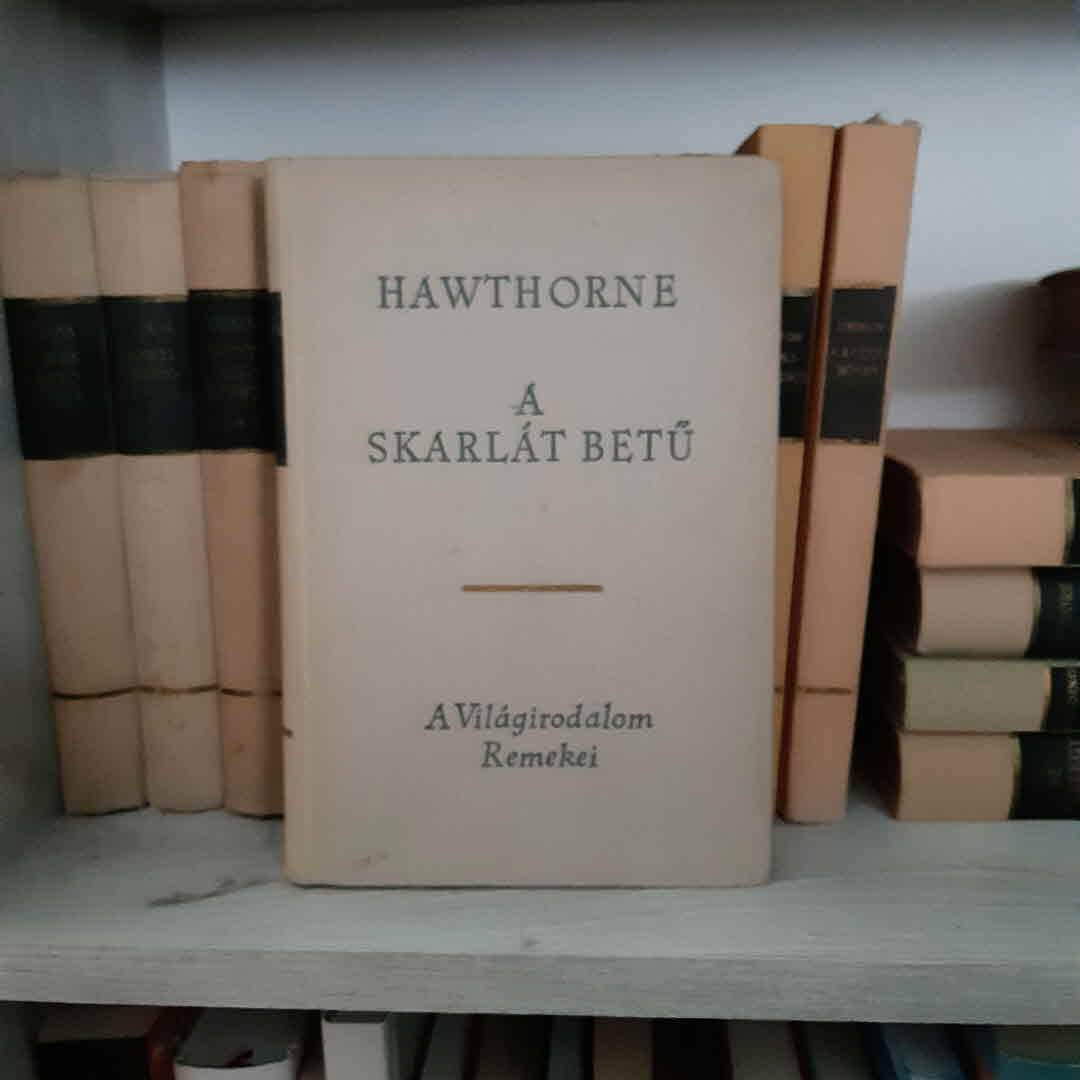 HAWTHORNE
A
SKARLÁT BETŰ
A Világirodalom
Remekei